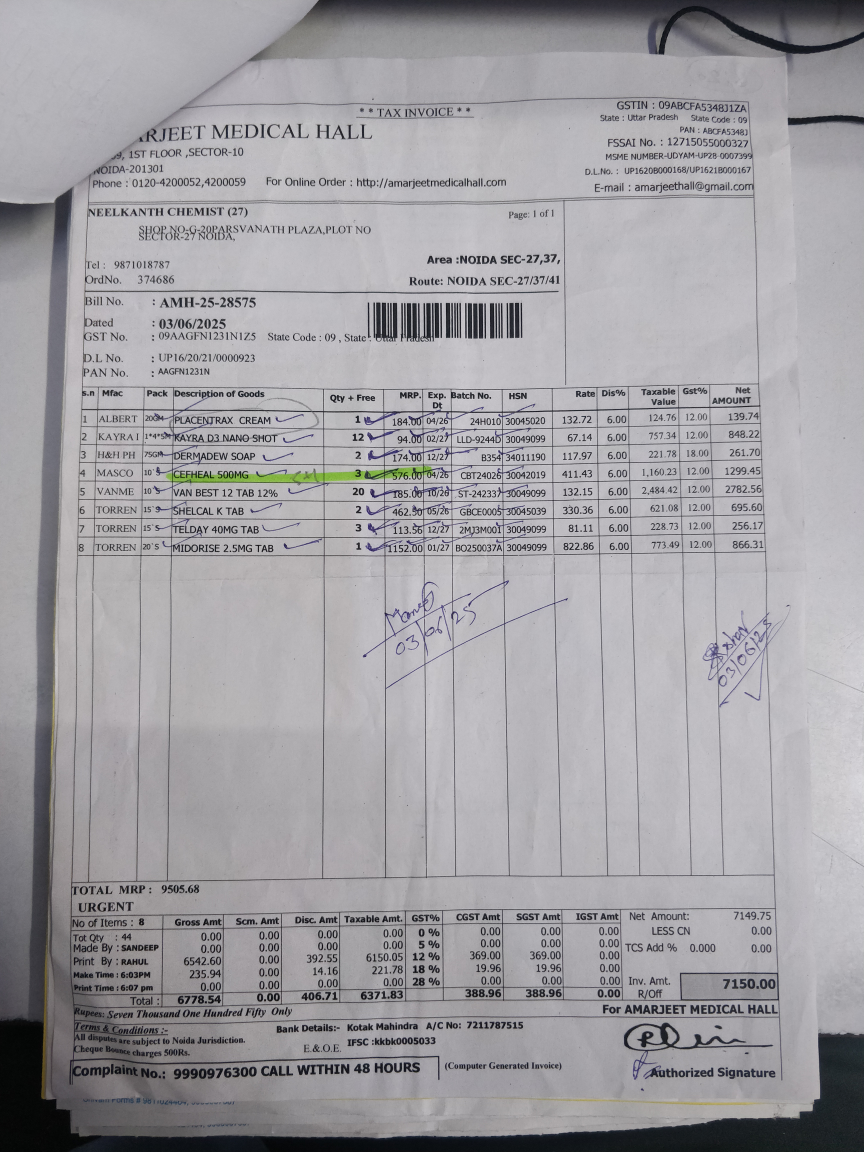 * * TAX INVOICE * *
ARJEET MEDICAL HALL
9, 1ST FLOOR ,SECTOR-10
NOIDA-201301
Phone : 0120-4200052,4200059 For Online Order : http://amarjeetmedicalhall.com
GSTIN : 09ABCFA5348J1ZA
State : Uttar Pradesh State Code : 09
PAN : ABCFA5348J
FSSAI No. : 12715055000327
MSME NUMBER-UDYAM-UP28-0007399
D.L.No. : UP1620B000168/UP1621B000167
E-mail : amarjeethall@gmail.com
NEELKANTH CHEMIST (27) Page: 1 of 1
SHOP NO-G-20PARSVANATH PLAZA,PLOT NO
SECTOR-27 NOIDA,
Tel : 9871018787 Area :NOIDA SEC-27,37,
OrdNo. 374686 Route: NOIDA SEC-27/37/41
Bill No. : AMH-25-28575
Dated : 03/06/2025
GST No. : 09AAGFN1231N1Z5 State Code : 09 , State : Uttar Pradesh
D.L No. : UP16/20/21/0000923
PAN No. : AAGFN1231N
s.n Mfac Pack Description of Goods Qty + Free MRP. Exp. Dt Batch No. HSN Rate Dis% Taxable Value Gst% Net AMOUNT
1 ALBERT 20GM PLACENTRAX CREAM 1 184.00 04/26 24H010 30045020 132.72 6.00 124.76 12.00 139.74
2 KAYRA I 1*4*5M KAYRA D3 NANO SHOT 12 94.00 02/27 LLD-9244D 30049099 67.14 6.00 757.34 12.00 848.22
3 H&H PH 75GM DERMADEW SOAP 2 174.00 12/27 B354 34011190 117.97 6.00 221.78 18.00 261.70
4 MASCO 10`S CEFHEAL 500MG 3 576.00 04/26 CBT24026 30042019 411.43 6.00 1,160.23 12.00 1299.45
5 VANME 10`S VAN BEST 12 TAB 12% 20 185.00 10/26 ST-24233 30049099 132.15 6.00 2,484.42 12.00 2782.56
6 TORREN 15`S SHELCAL K TAB 2 462.50 05/26 GBCE0005 30045039 330.36 6.00 621.08 12.00 695.60
7 TORREN 15`S TELDAY 40MG TAB 3 113.56 12/27 2MJ3M001 30049099 81.11 6.00 228.73 12.00 256.17
8 TORREN 20`S MIDORISE 2.5MG TAB 1 1152.00 01/27 BO250037A 30049099 822.86 6.00 773.49 12.00 866.31
03/06/25
03/06/25
TOTAL MRP : 9505.68
URGENT
No of Items : 8 Gross Amt Scm. Amt Disc. Amt Taxable Amt. GST% CGST Amt SGST Amt IGST Amt
Tot Qty : 44 0.00 0.00 0.00 0.00 0 % 0.00 0.00 0.00
Made By : SANDEEP 0.00 0.00 0.00 0.00 5 % 0.00 0.00 0.00
Print By : RAHUL 6542.60 0.00 392.55 6150.05 12 % 369.00 369.00 0.00
Make Time : 6:03PM 235.94 0.00 14.16 221.78 18 % 19.96 19.96 0.00
Print Time : 6:07 pm 0.00 0.00 0.00 0.00 28 % 0.00 0.00 0.00
Total : 6778.54 0.00 406.71 6371.83 388.96 388.96 0.00
Net Amount: 7149.75
LESS CN 0.00
TCS Add % 0.000 0.00
Inv. Amt. 7150.00
R/Off
Rupees: Seven Thousand One Hundred Fifty Only
For AMARJEET MEDICAL HALL
Terms & Conditions :-
All disputes are subject to Noida Jurisdiction.
Cheque Bounce charges 500Rs.
Bank Details:- Kotak Mahindra A/C No: 7211787515
E.& O.E. IFSC :kkbk0005033
Complaint No.: 9990976300 CALL WITHIN 48 HOURS
(Computer Generated Invoice)
Authorized Signature